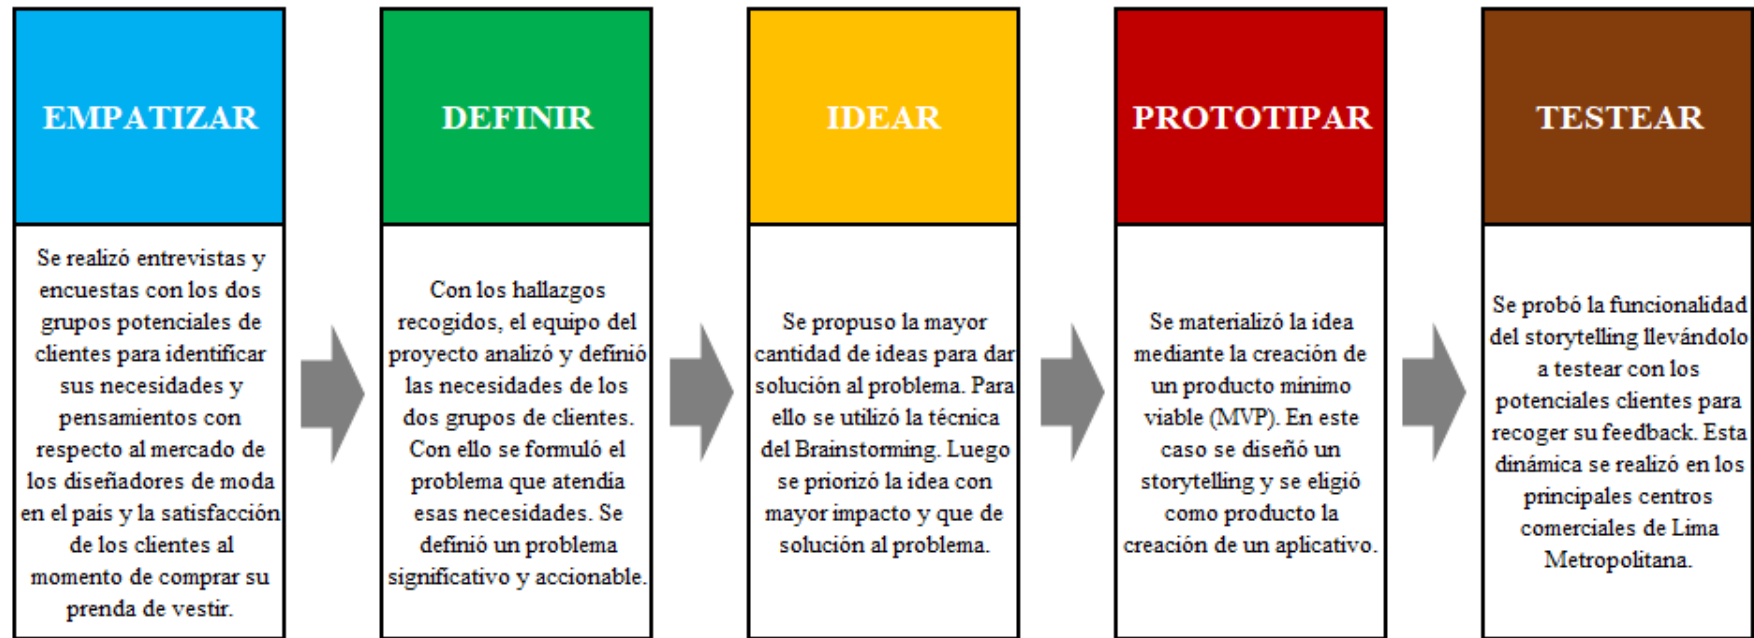 EMPATIZAR
Se realizó entrevistas y
encuestas con los dos
grupos potenciales de
clientes para identificar
sus necesidades y
pensamientos con
respecto al mercado de
los diseñadores de moda
en el país y la satisfacción
de los clientes al
momento de comprar su
prenda de vestir.
DEFINIR
Con los hallazgos
recogidos, el equipo del
proyecto analizó y definió
las necesidades de los
dos grupos de clientes.
Con ello se formuló el
problema que atendía
esas necesidades. Se
definió un problema
significativo y accionable.
IDEAR
Se propuso la mayor
cantidad de ideas para dar
solución al problema. Para
ello se utilizó la técnica
del Brainstorming. Luego
se priorizó la idea con
mayor impacto y que de
solución al problema.
PROTOTIPAR
Se materializó la idea
mediante la creación de
un producto mínimo
viable (MVP). En este
caso se diseñó un
storytelling y se eligió
como producto la
creación de un aplicativo.
TESTEAR
Se probó la funcionalidad
del storytelling llevándolo
a testear con los
potenciales clientes para
recoger su feedback. Esta
dinámica se realizó en los
principales centros
comerciales de Lima
Metropolitana.